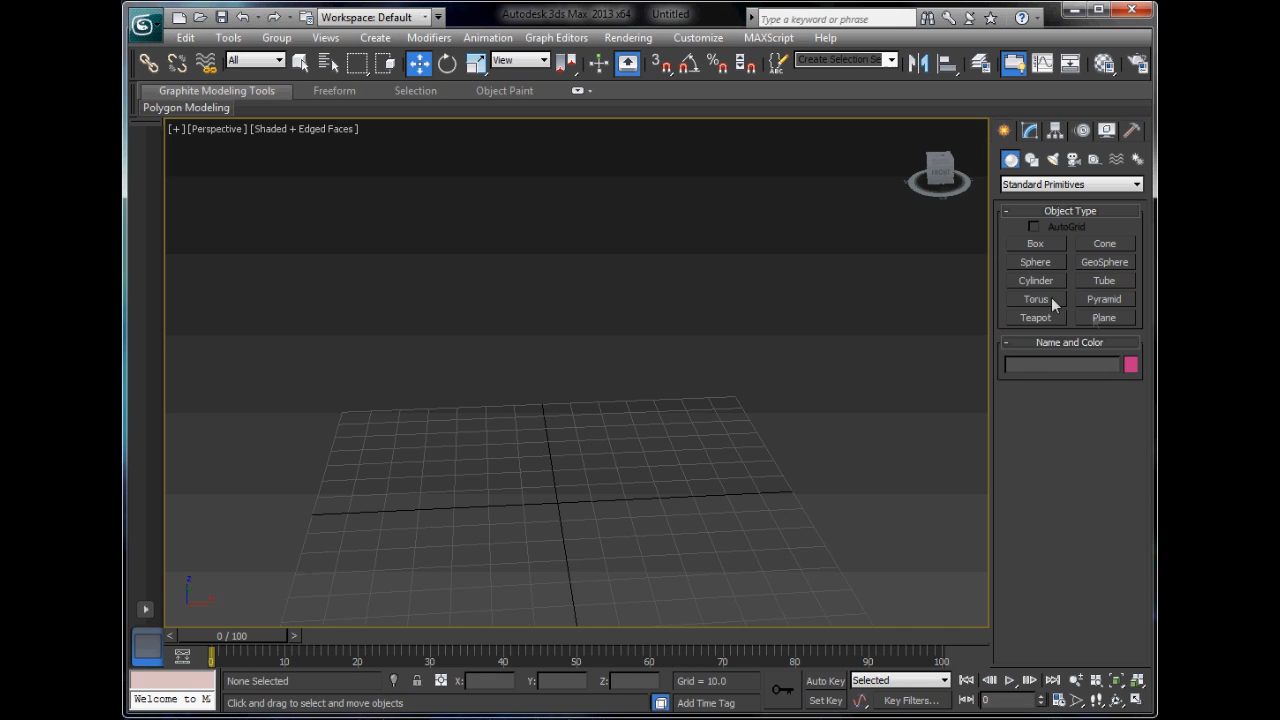 Workspace: Default
Autodesk 3ds Max 2013 x64 Untitled
Type a keyword or phrase
Edit Tools Group Views Create Modifiers Animation Graph Editors Rendering Customize MAXScript Help
All
View
Create Selection Se
Graphite Modeling Tools Freeform Selection Object Paint
Polygon Modeling
[+][Perspective][Shaded + Edged Faces]
FRONT
Standard Primitives
- Object Type
AutoGrid
Box Cone
Sphere GeoSphere
Cylinder Tube
Torus Pyramid
Teapot Plane
- Name and Color
z
< 0 / 100 >
0 10 20 30 40 50 60 70 80 90 100
None Selected X: Y: Z: Grid = 10.0 Auto Key Selected
Welcome to M
Click and drag to select and move objects Add Time Tag Set Key Key Filters... 0